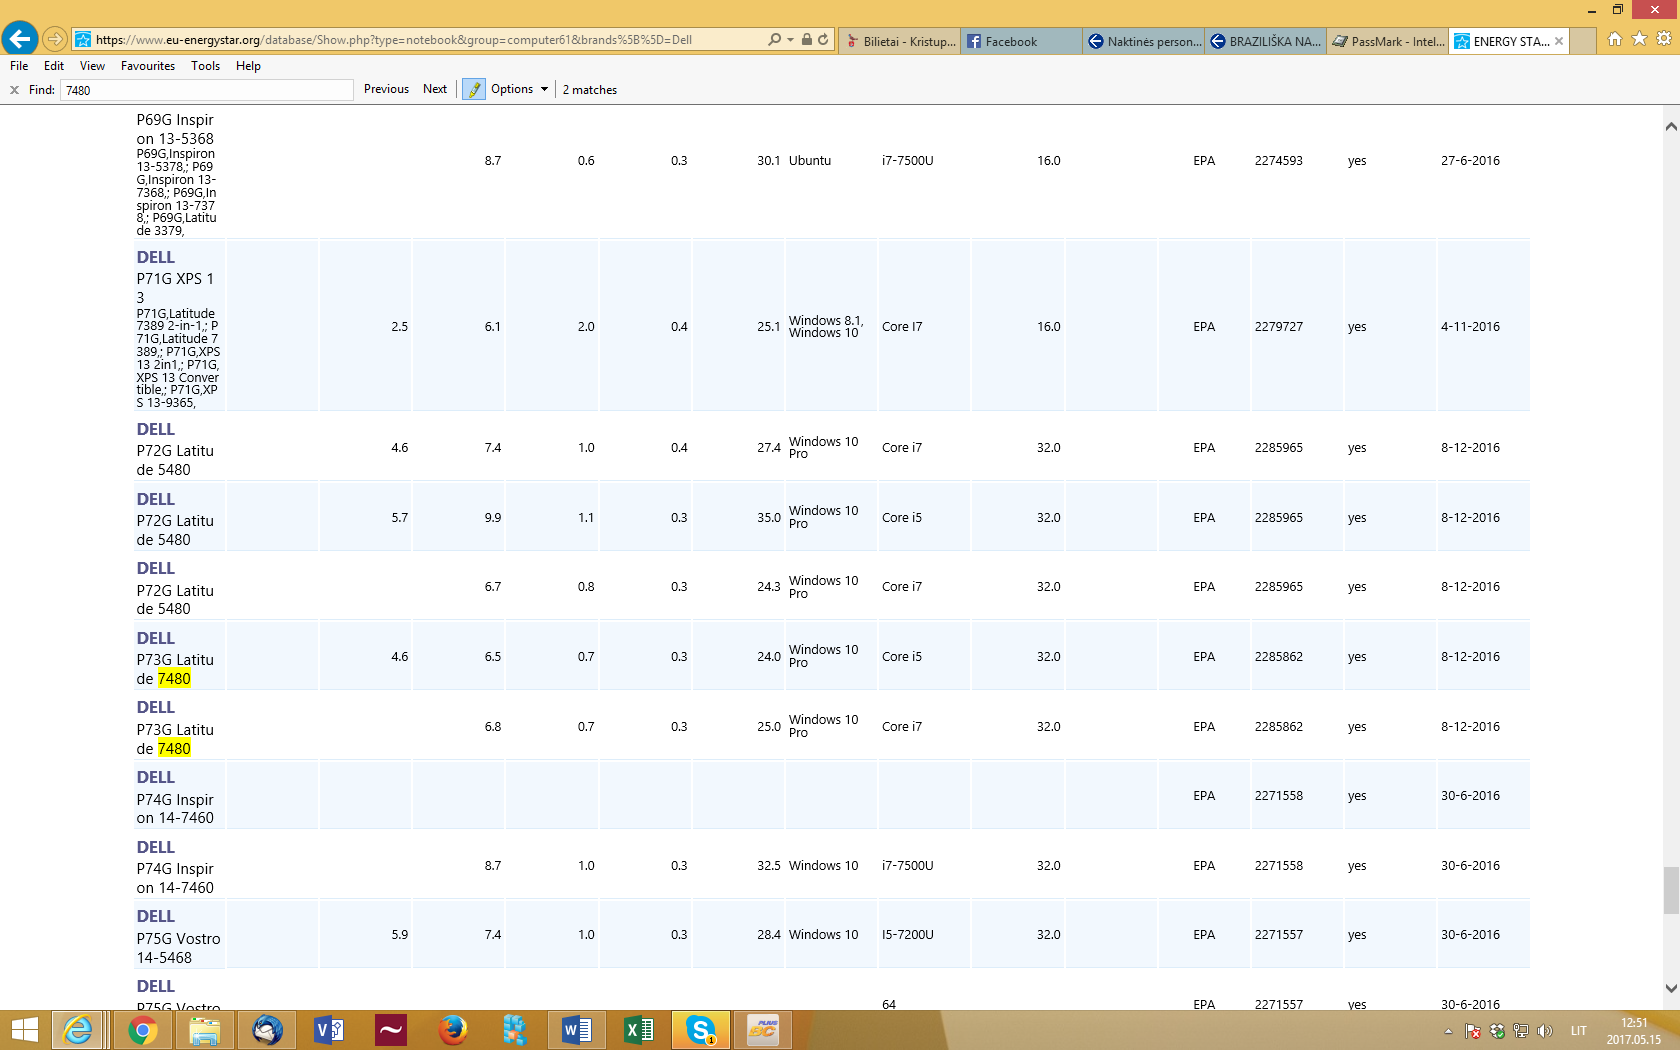 https://www.eu-energystar.org/database/Show.php?type=notebook&group=computer61&brands%5B%5D=Dell
Bilietai - Kristup...
Facebook
Naktinės person...
BRAZILIŠKA NA...
PassMark - Intel...
ENERGY STA...
File Edit View Favourites Tools Help
Find: 7480 Previous Next Options 2 matches
P69G Inspir
on 13-5368
P69G,Inspiron
13-5378,; P69
G,Inspiron 13-
7368,; P69G,In
spiron 13-737
8,; P69G,Latitu
de 3379,
8.7 0.6 0.3 30.1 Ubuntu i7-7500U 16.0 EPA 2274593 yes 27-6-2016
DELL
P71G XPS 1
3
P71G,Latitude
7389 2-in-1,; P
71G,Latitude 7
389,; P71G,XPS
13 2in1,; P71G,
XPS 13 Conver
tible,; P71G,XP
S 13-9365,
2.5 6.1 2.0 0.4 25.1 Windows 8.1,
Windows 10 Core I7 16.0 EPA 2279727 yes 4-11-2016
DELL
P72G Latitu
de 5480
4.6 7.4 1.0 0.4 27.4 Windows 10
Pro Core i7 32.0 EPA 2285965 yes 8-12-2016
DELL
P72G Latitu
de 5480
5.7 9.9 1.1 0.3 35.0 Windows 10
Pro Core i5 32.0 EPA 2285965 yes 8-12-2016
DELL
P72G Latitu
de 5480
6.7 0.8 0.3 24.3 Windows 10
Pro Core i7 32.0 EPA 2285965 yes 8-12-2016
DELL
P73G Latitu
de 7480
4.6 6.5 0.7 0.3 24.0 Windows 10
Pro Core i5 32.0 EPA 2285862 yes 8-12-2016
DELL
P73G Latitu
de 7480
6.8 0.7 0.3 25.0 Windows 10
Pro Core i7 32.0 EPA 2285862 yes 8-12-2016
DELL
P74G Inspir
on 14-7460
EPA 2271558 yes 30-6-2016
DELL
P74G Inspir
on 14-7460
8.7 1.0 0.3 32.5 Windows 10 i7-7500U 32.0 EPA 2271558 yes 30-6-2016
DELL
P75G Vostro
14-5468
5.9 7.4 1.0 0.3 28.4 Windows 10 I5-7200U 32.0 EPA 2271557 yes 30-6-2016
DELL
P75G Vostro
64 EPA 2271557 yes 30-6-2016
LIT
12:51
2017.05.15